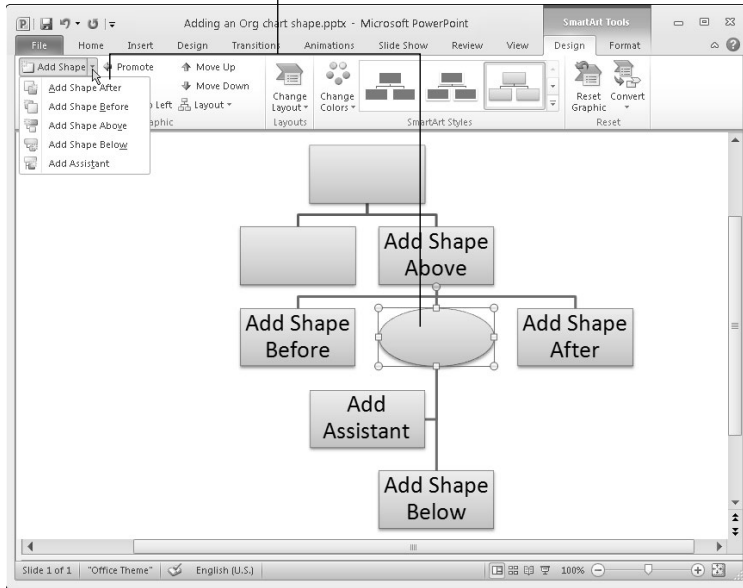 Adding an Org chart shape.pptx - Microsoft PowerPoint
SmartArt Tools
File Home Insert Design Transitions Animations Slide Show Review View Design Format
Add Shape Promote Move Up
Move Down
Left Layout
Change Layout
Change Colors
Reset Graphic
Convert
aphic Layouts SmartArt Styles Reset
Add Shape After
Add Shape Before
Add Shape Above
Add Shape Below
Add Assistant
Add Shape
Above
Add Shape
Before
Add Shape
After
Add
Assistant
Add Shape
Below
Slide 1 of 1 "Office Theme" English (U.S.) 100%